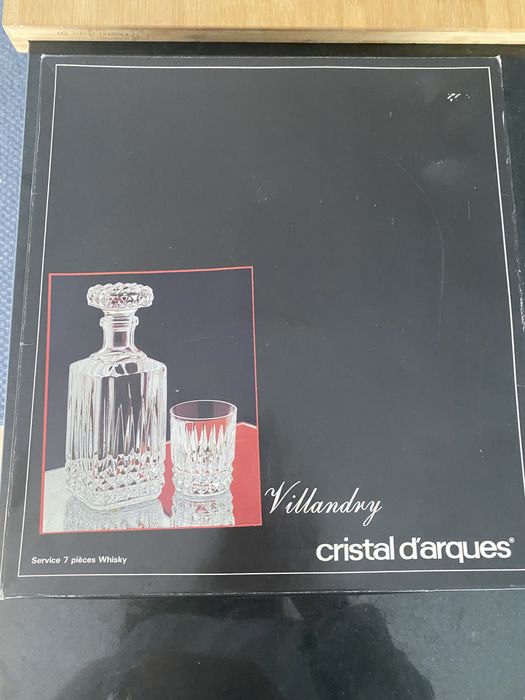 Villandry
cristal d'arques®
Service 7 pièces Whisky